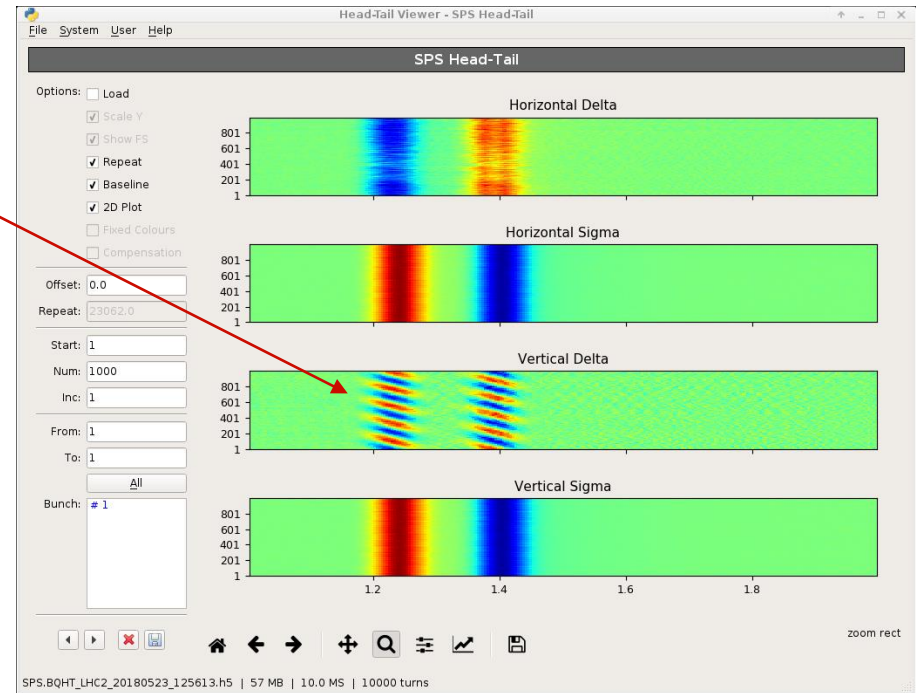 Head-Tail Viewer - SPS Head-Tail
File System User Help
SPS Head-Tail
Options: Load
Scale Y
Show FS
Repeat
Baseline
2D Plot
Fixed Colours
Compensation
Offset: 0.0
Repeat: 23062.0
Start: 1
Num: 1000
Inc: 1
From: 1
To: 1
All
Bunch: # 1
Horizontal Delta
801
601
401
201
1
Horizontal Sigma
801
601
401
201
1
Vertical Delta
801
601
401
201
1
Vertical Sigma
801
601
401
201
1
1.2 1.4 1.6 1.8
zoom rect
SPS.BQHT_LHC2_20180523_125613.h5 | 57 MB | 10.0 MS | 10000 turns